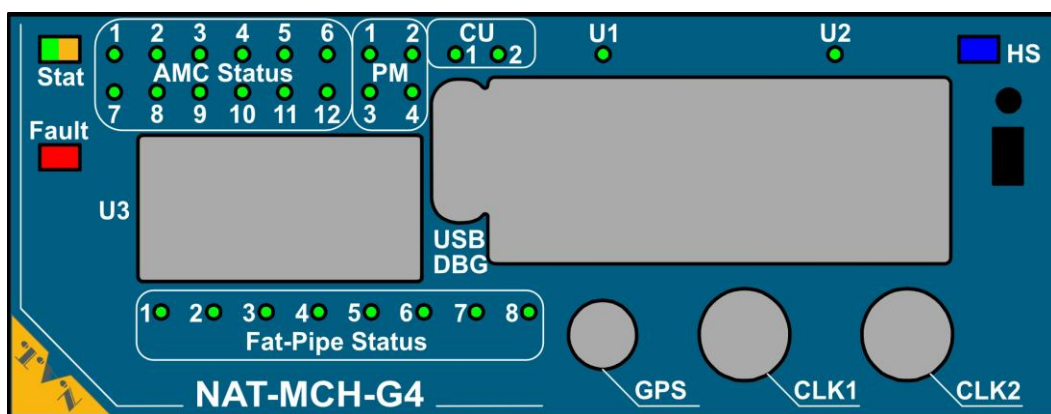 1 2 3 4 5 6
AMC Status
7 8 9 10 11 12
1 2
PM
3 4
CU
1 2
U1
U2
HS
Stat
Fault
U3
USB
DBG
1 2 3 4 5 6 7 8
Fat-Pipe Status
GPS
CLK1
CLK2
NAT-MCH-G4